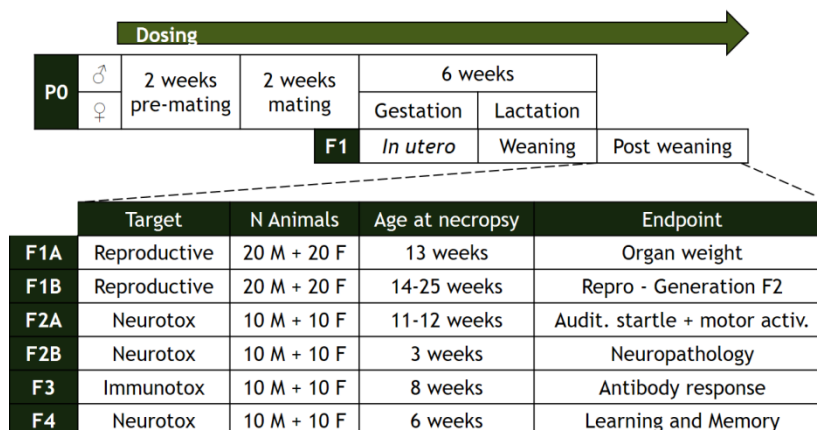 Dosing
P0 ♂ 2 weeks pre-mating 2 weeks mating 6 weeks
♀ Gestation Lactation
F1 In utero Weaning Post weaning
Target N Animals Age at necropsy Endpoint
F1A Reproductive 20 M + 20 F 13 weeks Organ weight
F1B Reproductive 20 M + 20 F 14-25 weeks Repro - Generation F2
F2A Neurotox 10 M + 10 F 11-12 weeks Audit. startle + motor activ.
F2B Neurotox 10 M + 10 F 3 weeks Neuropathology
F3 Immunotox 10 M + 10 F 8 weeks Antibody response
F4 Neurotox 10 M + 10 F 6 weeks Learning and Memory